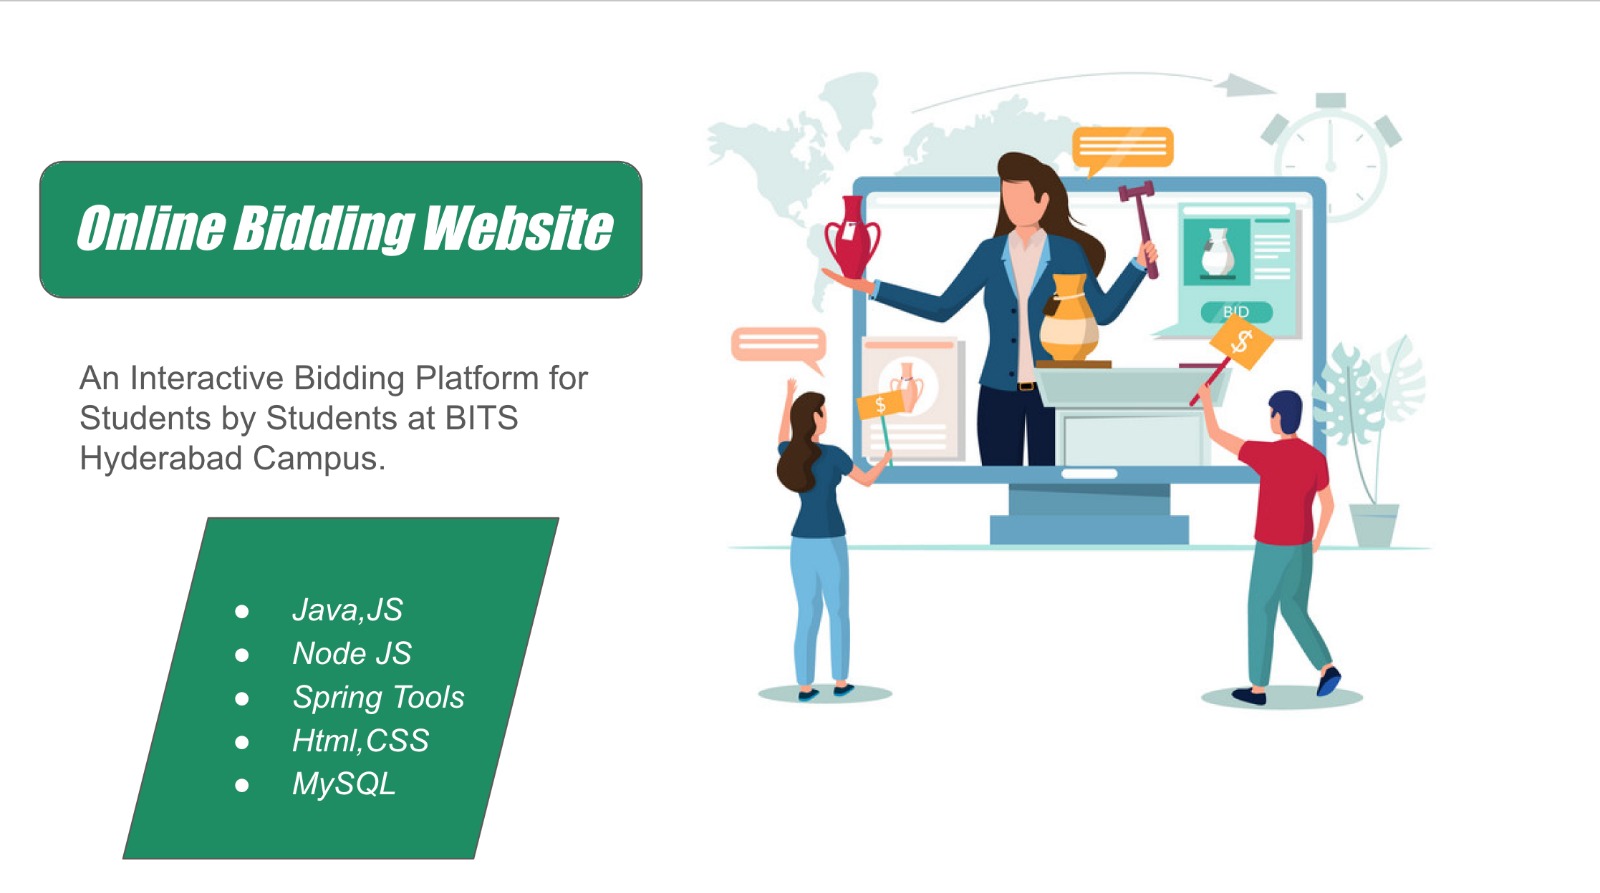 Online Bidding Website
An Interactive Bidding Platform for
Students by Students at BITS
Hyderabad Campus.
● Java,JS
● Node JS
● Spring Tools
● Html,CSS
● MySQL
BID
$
$